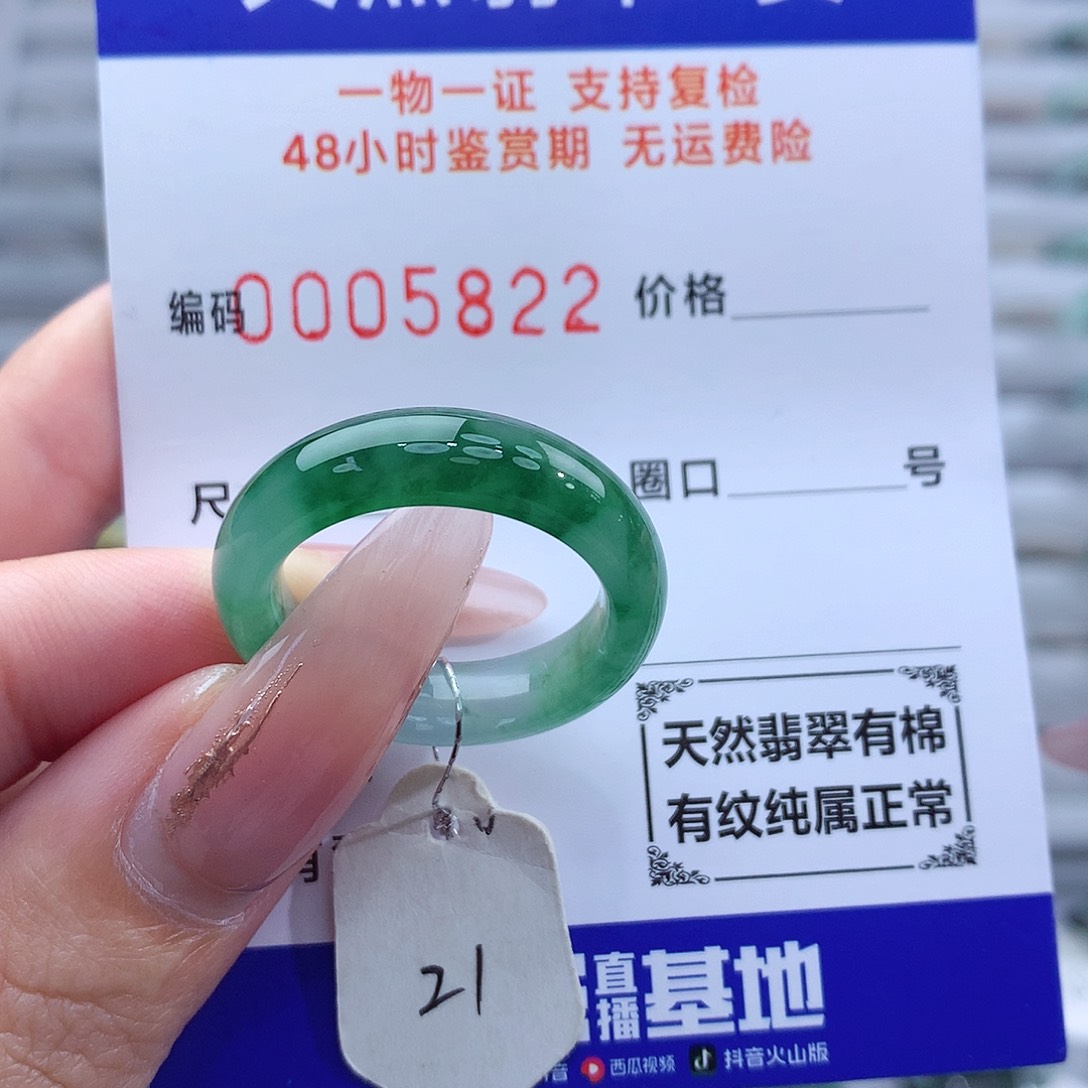 一物一证 支持复检
48小时鉴赏期 无运费险
编码0005822 价格
尺
圈口 号
天然翡翠有棉
有纹纯属正常
21
直播基地
音 西瓜视频 抖音火山版